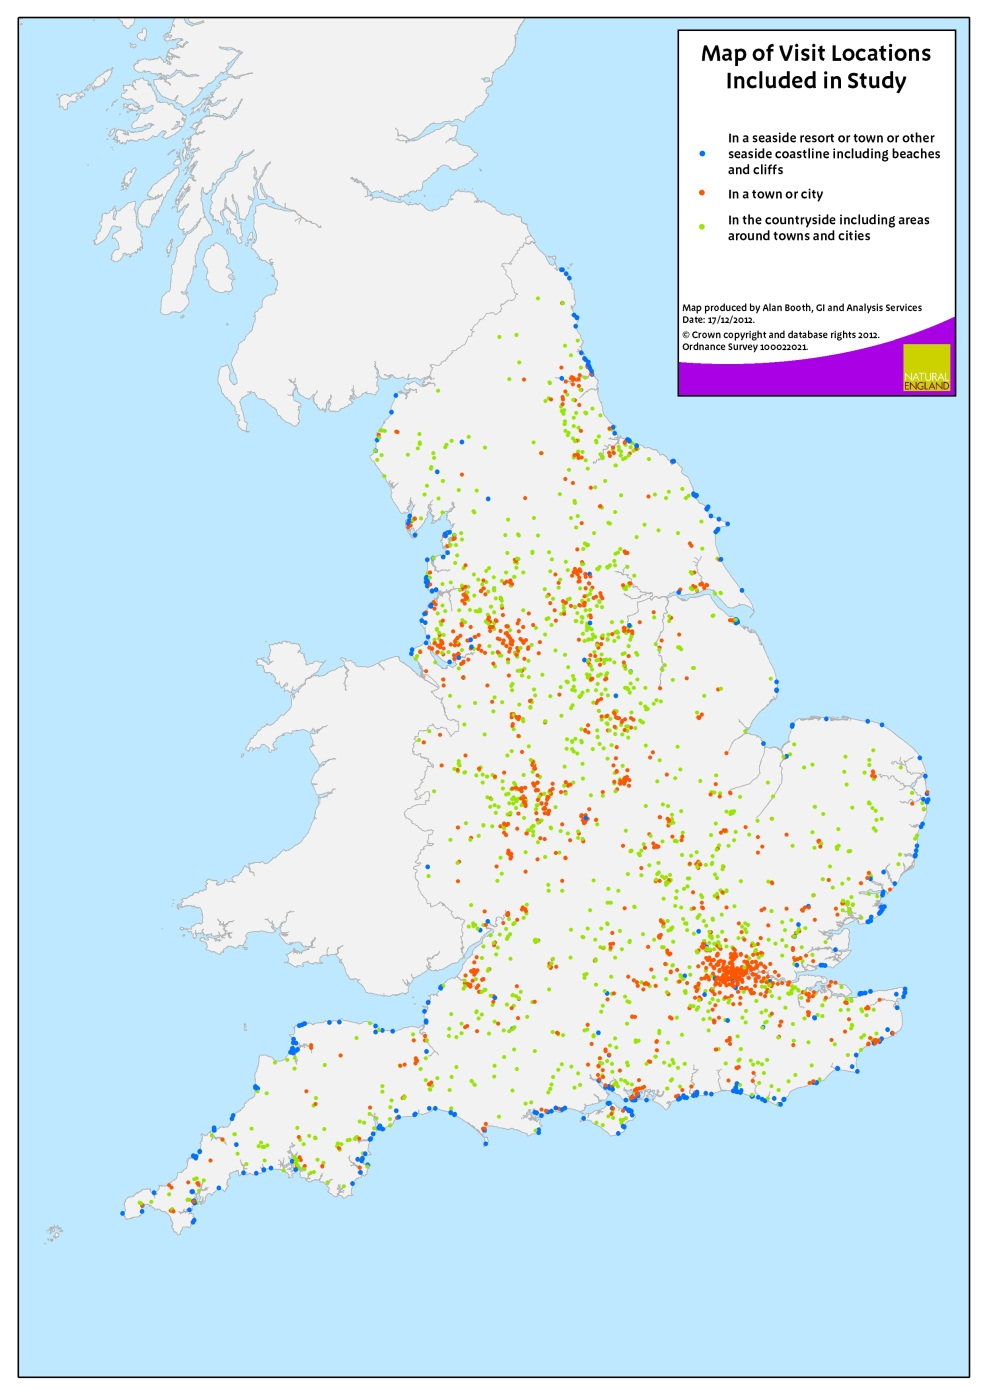 Map of Visit Locations
Included in Study
In a seaside resort or town or other
seaside coastline including beaches
and cliffs
In a town or city
In the countryside including areas
around towns and cities
Map produced by Alan Booth, GI and Analysis Services
Date: 17/12/2012.
© Crown copyright and database rights 2012.
Ordnance Survey 100022021.
NATURAL
ENGLAND